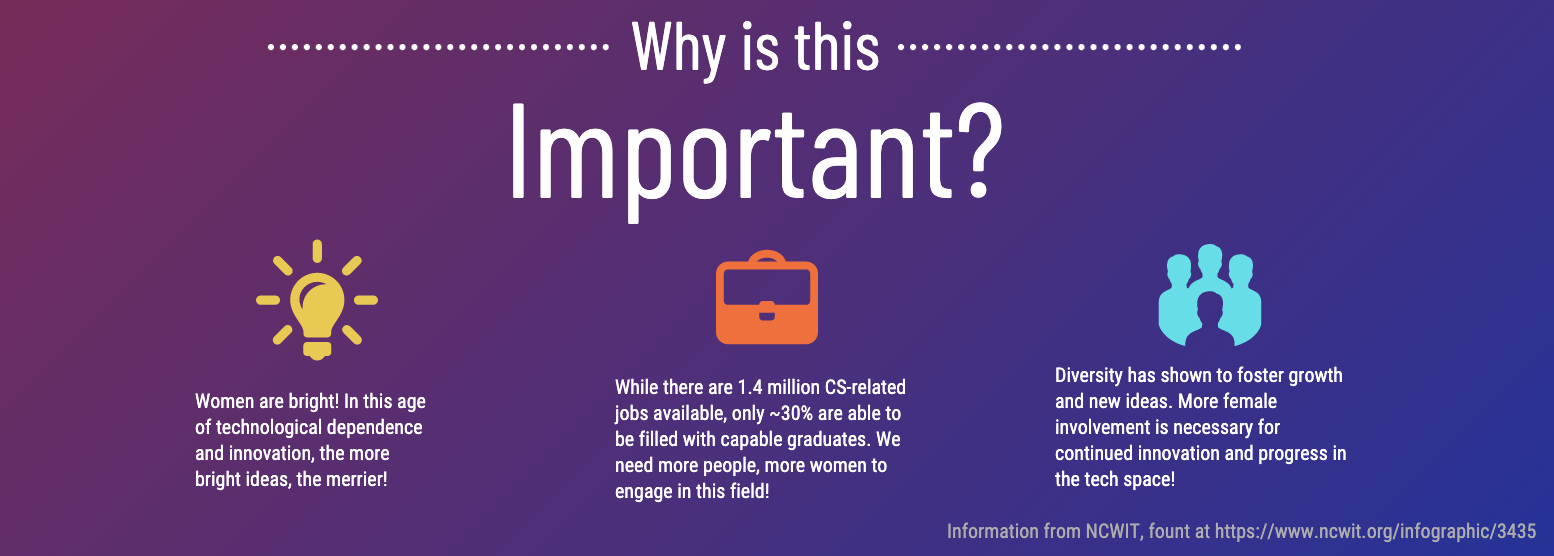 Why is this
Important?
Women are bright! In this age
of technological dependence
and innovation, the more
bright ideas, the merrier!
While there are 1.4 million CS-related
jobs available, only ~30% are able to
be filled with capable graduates. We
need more people, more women to
engage in this field!
Diversity has shown to foster growth
and new ideas. More female
involvement is necessary for
continued innovation and progress in
the tech space!
Information from NCWIT, fount at https://www.ncwit.org/infographic/3435